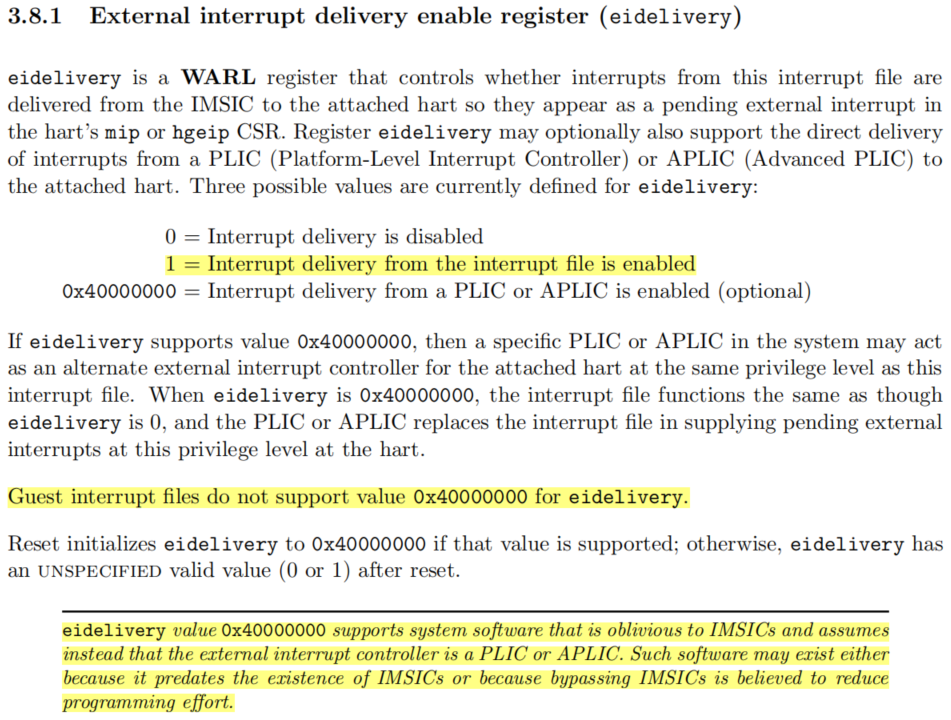 3.8.1 External interrupt delivery enable register (eidelivery)
eidelivery is a WARL register that controls whether interrupts from this interrupt file are
delivered from the IMSIC to the attached hart so they appear as a pending external interrupt in
the hart's mip or hgeip CSR. Register eidelivery may optionally also support the direct delivery
of interrupts from a PLIC (Platform-Level Interrupt Controller) or APLIC (Advanced PLIC) to
the attached hart. Three possible values are currently defined for eidelivery:
0 = Interrupt delivery is disabled
1 = Interrupt delivery from the interrupt file is enabled
0x40000000 = Interrupt delivery from a PLIC or APLIC is enabled (optional)
If eidelivery supports value 0x40000000, then a specific PLIC or APLIC in the system may act
as an alternate external interrupt controller for the attached hart at the same privilege level as this
interrupt file. When eidelivery is 0x40000000, the interrupt file functions the same as though
eidelivery is 0, and the PLIC or APLIC replaces the interrupt file in supplying pending external
interrupts at this privilege level at the hart.
Guest interrupt files do not support value 0x40000000 for eidelivery.
Reset initializes eidelivery to 0x40000000 if that value is supported; otherwise, eidelivery has
an UNSPECIFIED valid value (0 or 1) after reset.
eidelivery value 0x40000000 supports system software that is oblivious to IMSICs and assumes
instead that the external interrupt controller is a PLIC or APLIC. Such software may exist either
because it predates the existence of IMSICs or because bypassing IMSICs is believed to reduce
programming effort.